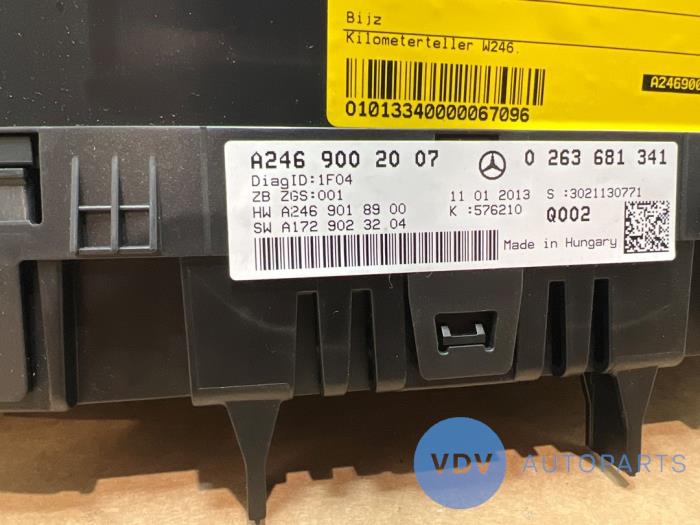 Bijz
Kilometerteller W246.
A246900
01013340000067096
A246 900 20 07
0 263 681 341
DiagID:1F04
ZB ZGS:001
11 01 2013 S :3021130771
HW A246 901 89 00
K :576210 Q002
SW A172 902 32 04
Made in Hungary
VDV AUTOPARTS